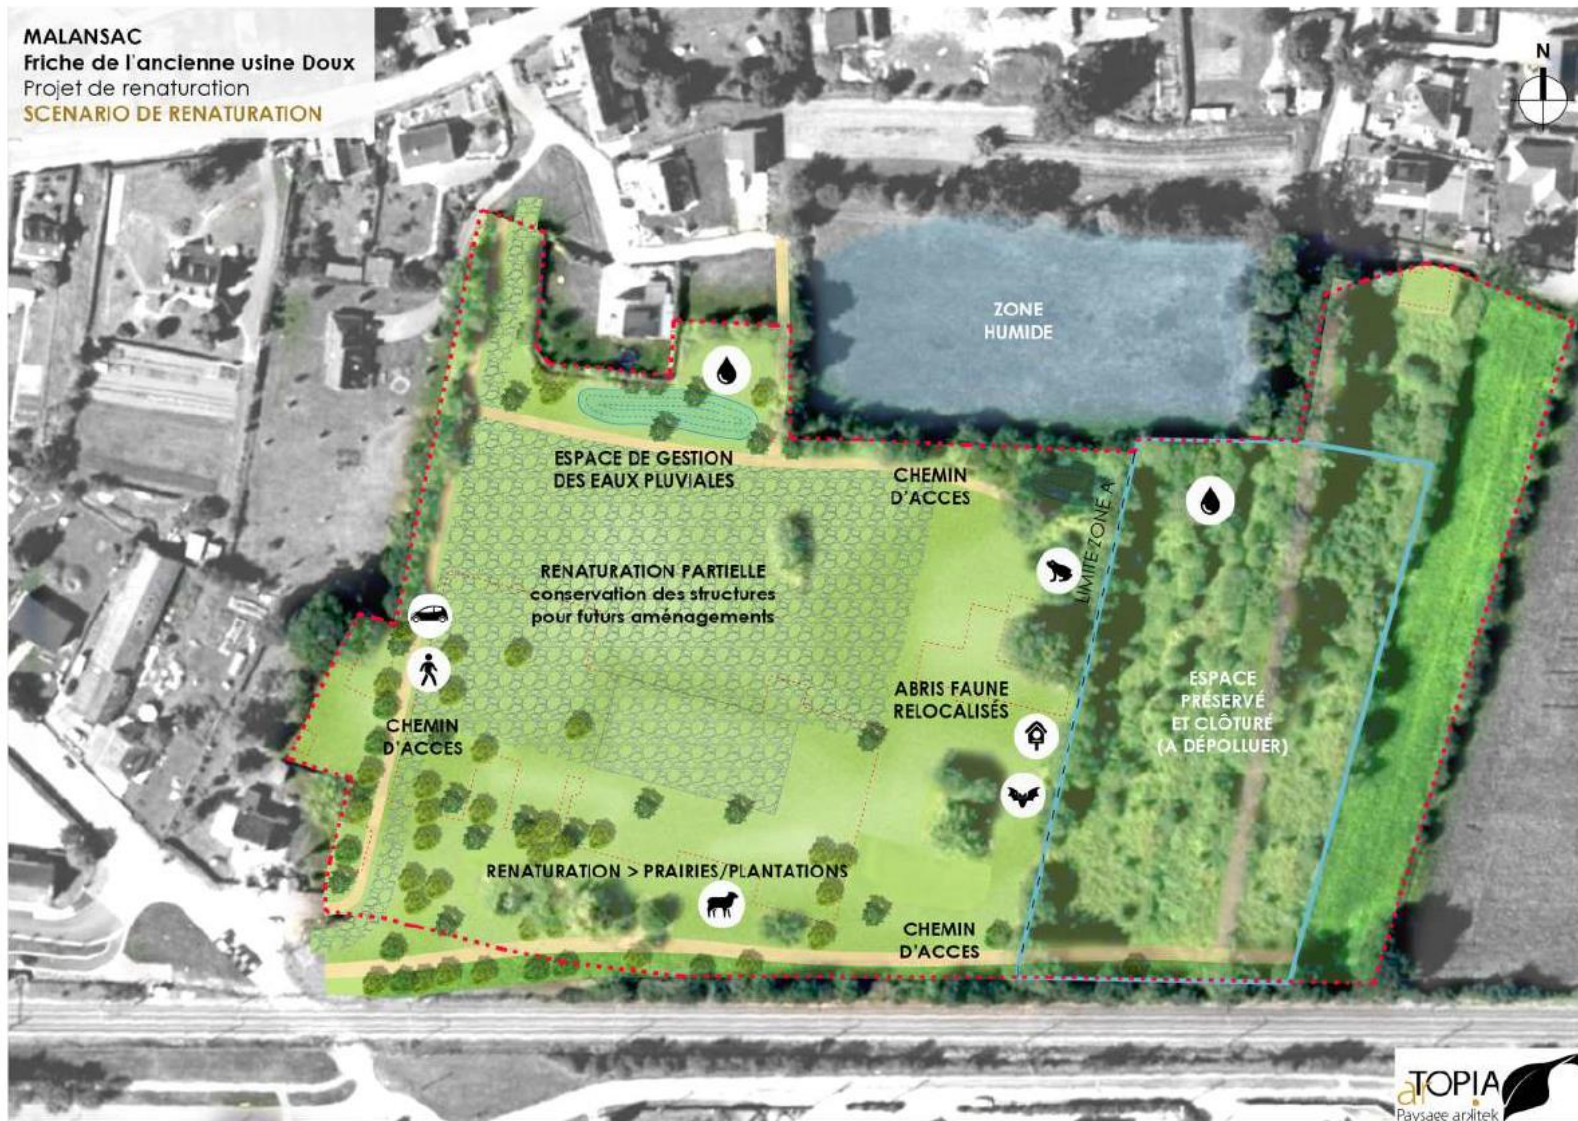 MALANSAC
Friche de l'ancienne usine Doux
Projet de renaturation
SCENARIO DE RENATURATION
N
ZONE
HUMIDE
ESPACE DE GESTION
DES EAUX PLUVIALES
CHEMIN
D'ACCES
LIMITE ZONE A
RENATURATION PARTIELLE
conservation des structures
pour futurs aménagements
ABRIS FAUNE
RELOCALISÉS
ESPACE
PRÉSERVÉ
ET CLÔTURÉ
(A DÉPOLLUER)
CHEMIN
D'ACCES
RENATURATION > PRAIRIES/PLANTATIONS
CHEMIN
D'ACCES
arTOPIA
Paysage arkitek